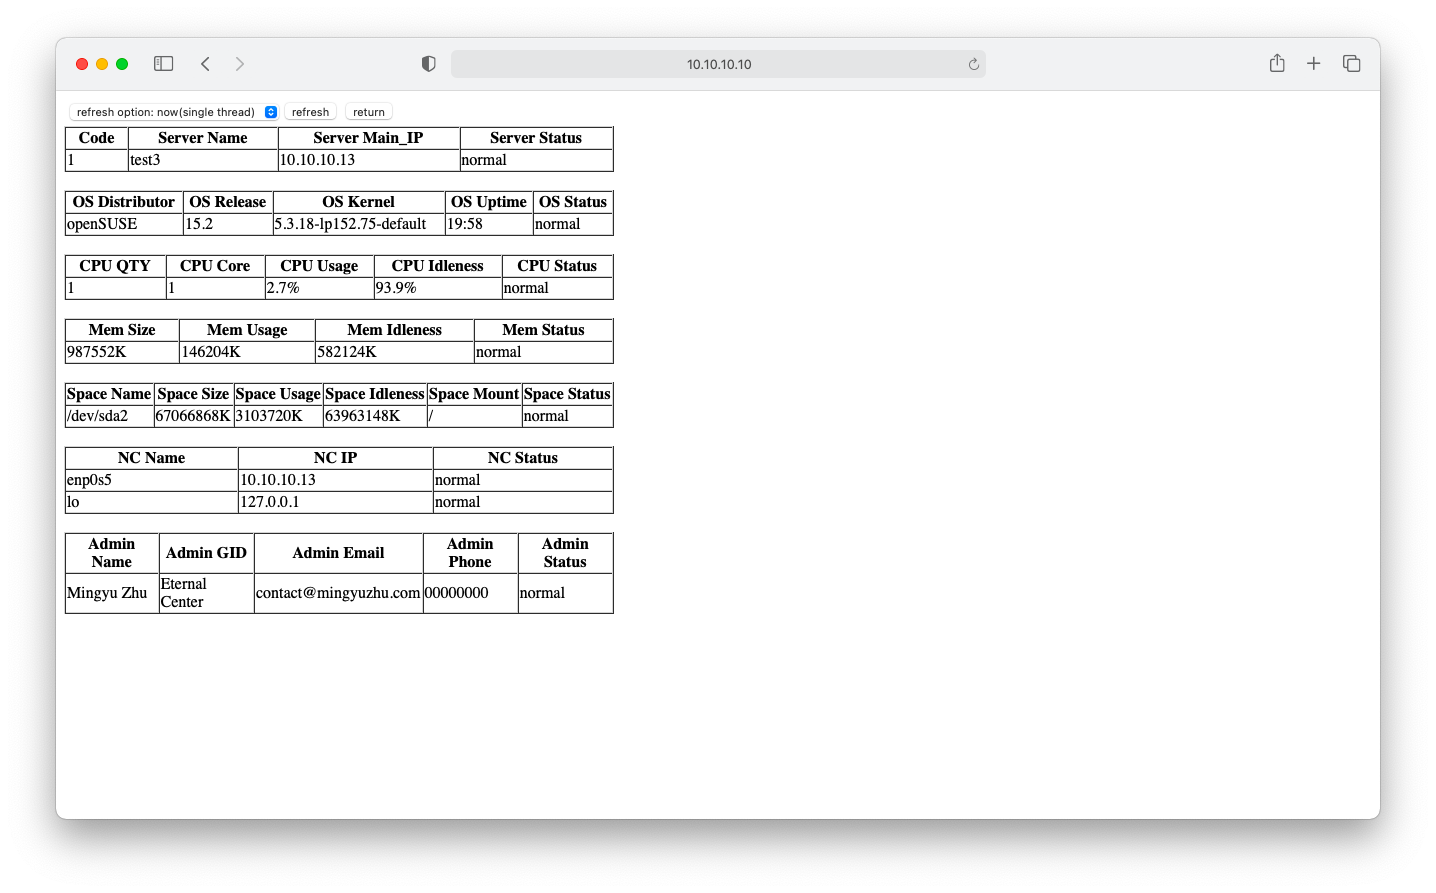 10.10.10.10
refresh option: now(single thread) refresh return
Code Server Name Server Main_IP Server Status
1 test3 10.10.10.13 normal
OS Distributor OS Release OS Kernel OS Uptime OS Status
openSUSE 15.2 5.3.18-lp152.75-default 19:58 normal
CPU QTY CPU Core CPU Usage CPU Idleness CPU Status
1 1 2.7% 93.9% normal
Mem Size Mem Usage Mem Idleness Mem Status
987552K 146204K 582124K normal
Space Name Space Size Space Usage Space Idleness Space Mount Space Status
/dev/sda2 67066868K 3103720K 63963148K / normal
NC Name NC IP NC Status
enp0s5 10.10.10.13 normal
lo 127.0.0.1 normal
Admin Name Admin GID Admin Email Admin Phone Admin Status
Mingyu Zhu Eternal Center contact@mingyuzhu.com 00000000 normal